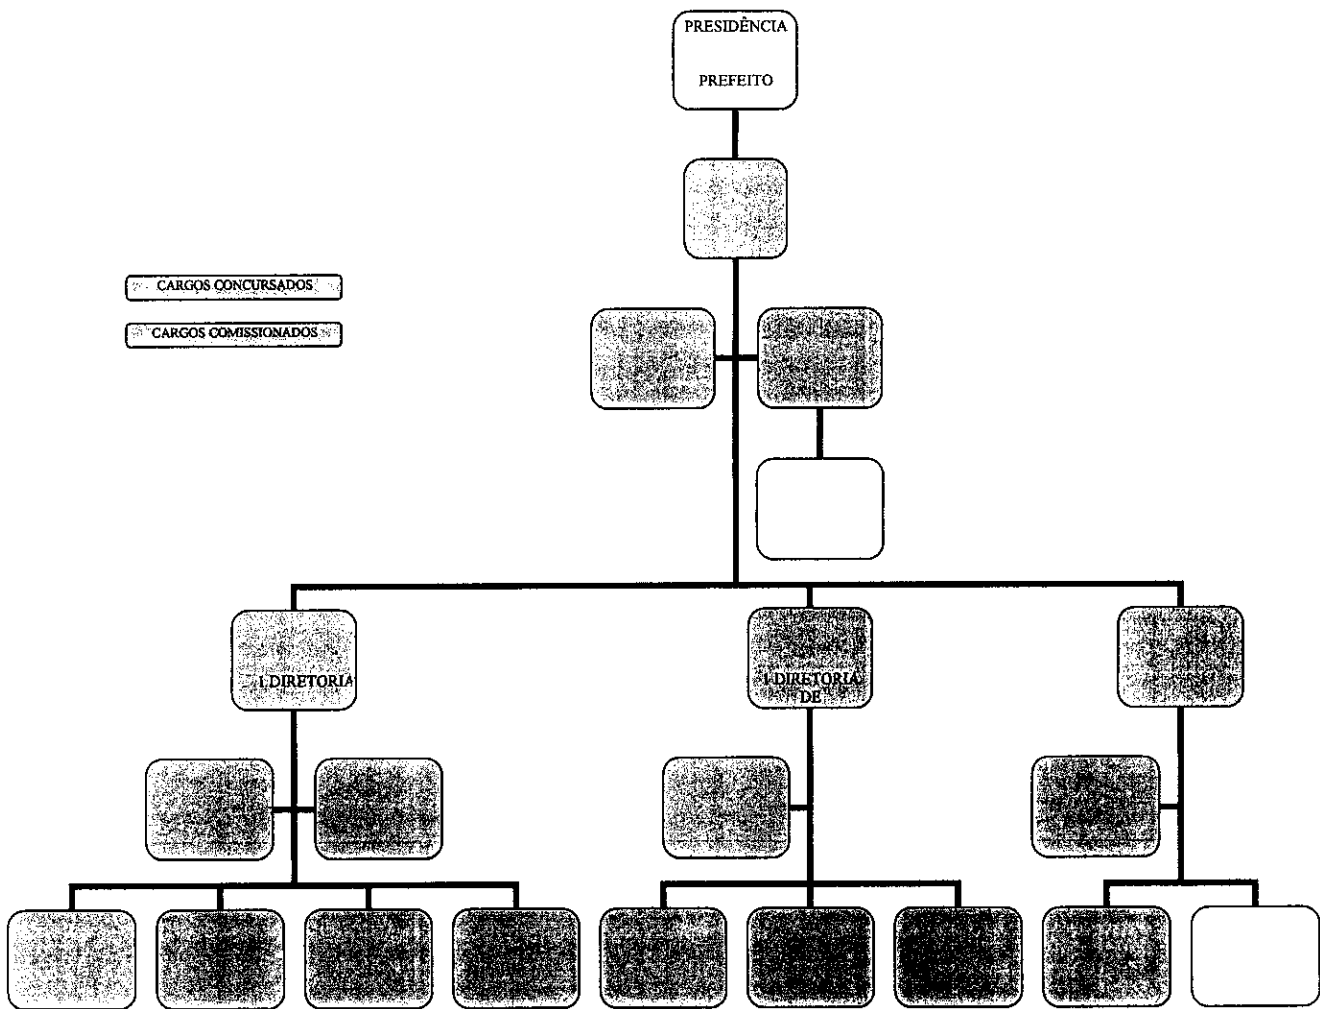 PRESIDÊNCIA
PREFEITO
CARGOS CONCURSADOS
CARGOS COMISSIONADOS
1 DIRETORIA
1 DIRETORIA
DE